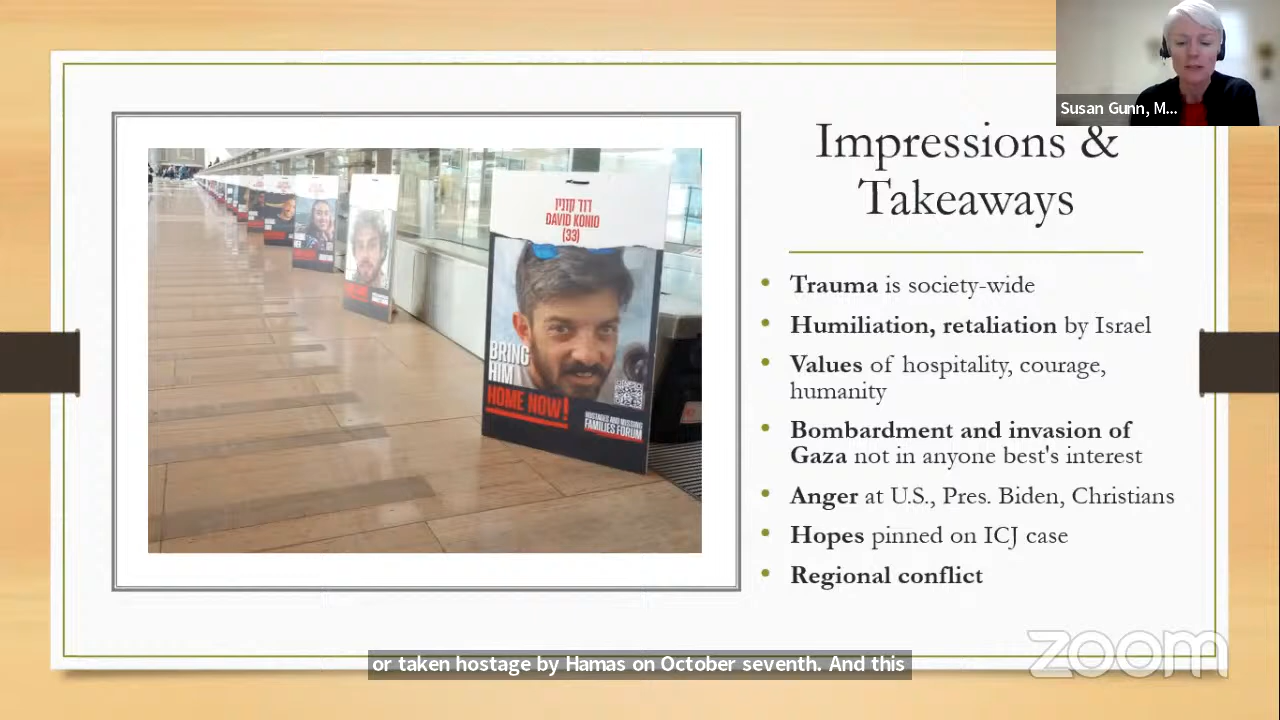 Susan Gunn, M...
Impressions &
Takeaways
דוד קוניו
DAVID KONIO
(33)
BRING
HIM
HOME NOW!
HOSTAGES AND MISSING
FAMILIES FORUM
• Trauma is society-wide
• Humiliation, retaliation by Israel
• Values of hospitality, courage,
humanity
• Bombardment and invasion of
Gaza not in anyone best's interest
• Anger at U.S., Pres. Biden, Christians
• Hopes pinned on ICJ case
• Regional conflict
or taken hostage by Hamas on October seventh. And this
zoom